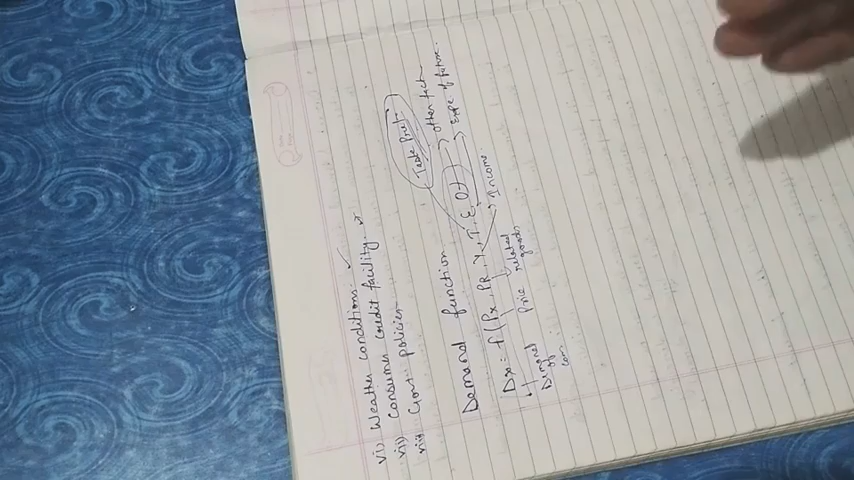 vi) Weather conditions.
vii) Consumer credit facility.
viii) Govt policies
Demand function
Dx = f (Px, PR, Y, T, E, O)
Taste Pref.
other fact
Expe of future.
Income.
related goods
Price
Demand of com